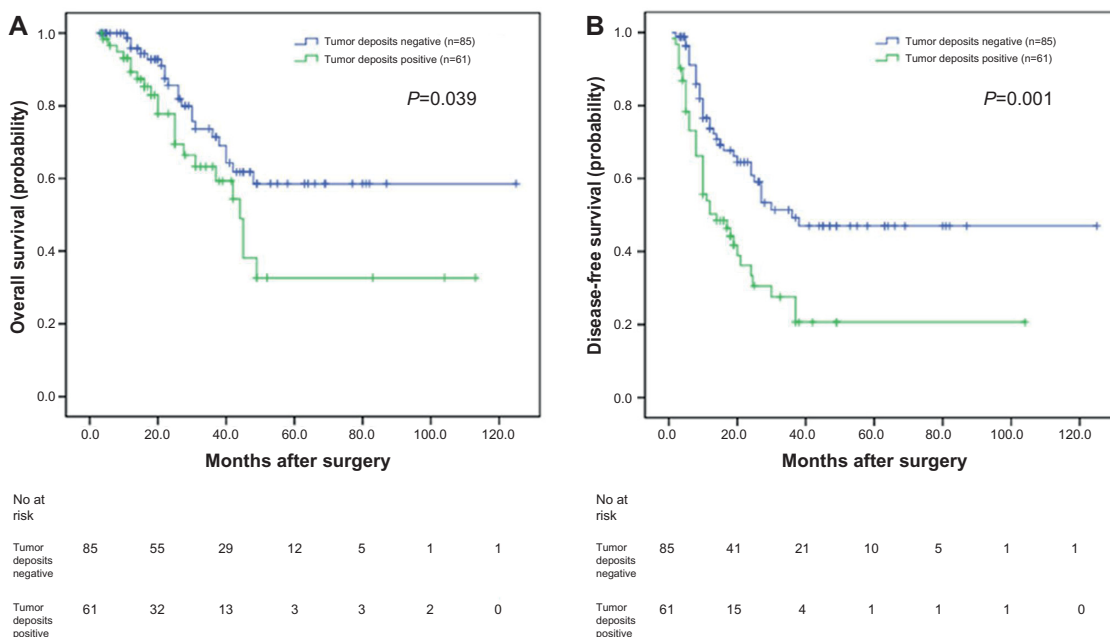 A
Tumor deposits negative (n=85)
Tumor deposits positive (n=61)
P=0.039
Overall survival (probability)
1.0
0.8
0.6
0.4
0.2
0.0
0.0 20.0 40.0 60.0 80.0 100.0 120.0
Months after surgery
No at
risk
Tumor
deposits
negative
85 55 29 12 5 1 1
Tumor
deposits
positive
61 32 13 3 3 2 0
B
Tumor deposits negative (n=85)
Tumor deposits positive (n=61)
P=0.001
Disease-free survival (probability)
1.0
0.8
0.6
0.4
0.2
0.0
0.0 20.0 40.0 60.0 80.0 100.0 120.0
Months after surgery
No at
risk
Tumor
deposits
negative
85 41 21 10 5 1 1
Tumor
deposits
positive
61 15 4 1 1 1 0